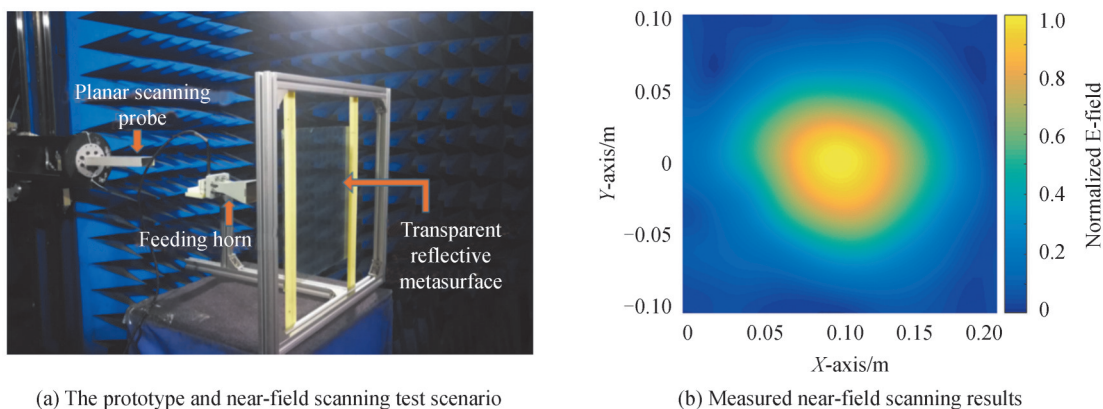 Planar scanning
probe
Feeding horn
Transparent
reflective
metasurface
(a) The prototype and near-field scanning test scenario
0.10
0.05
0
−0.05
−0.10
Y-axis/m
0
0.05
0.10
0.15
0.20
X-axis/m
1.0
0.8
0.6
0.4
0.2
0
Normalized E-field
(b) Measured near-field scanning results